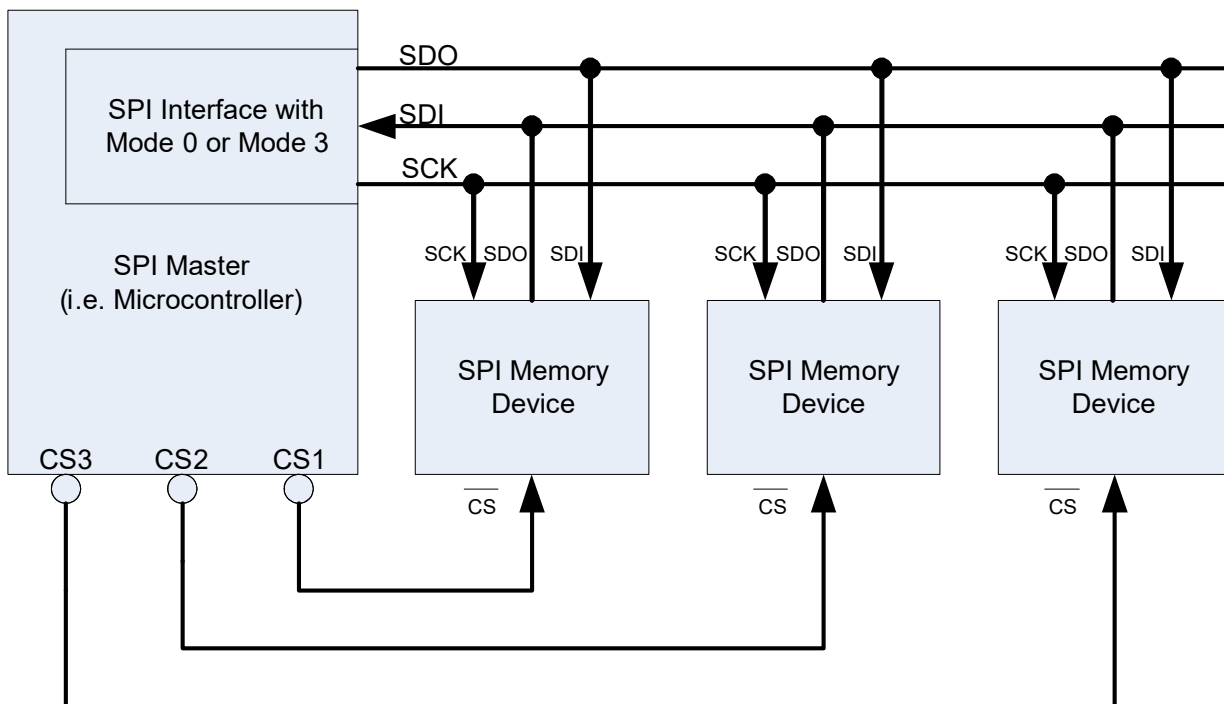 SDO
SPI Interface with
Mode 0 or Mode 3
SDI
SCK
SPI Master
(i.e. Microcontroller)
SCK SDO SDI
SCK SDO SDI
SCK SDO SDI
SPI Memory
Device
SPI Memory
Device
SPI Memory
Device
CS3 CS2 CS1
CS
CS
CS